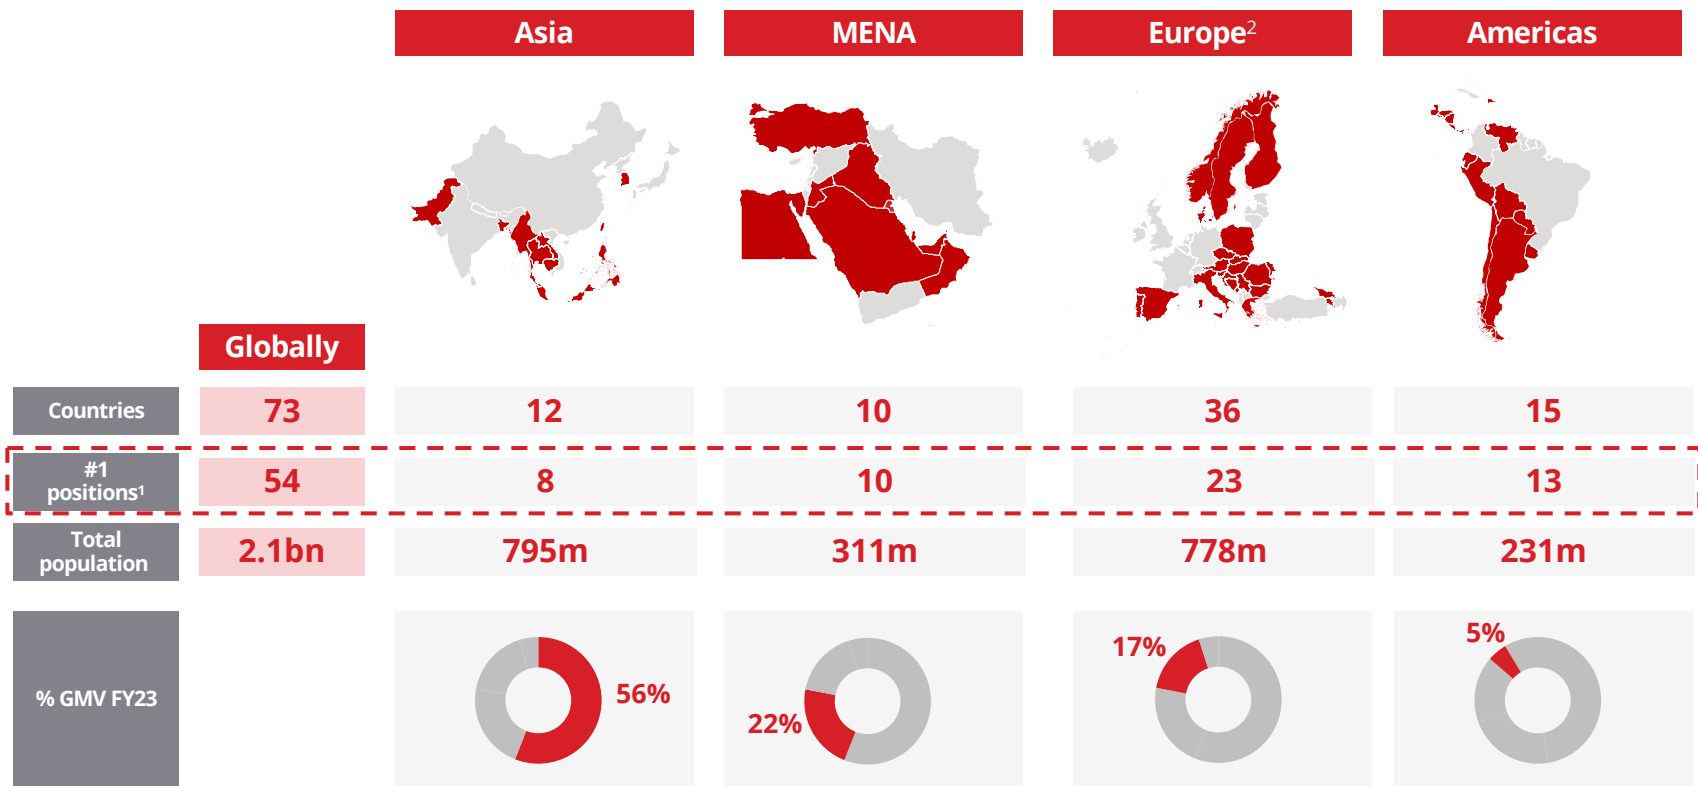 Asia
MENA
Europe²
Americas
Globally
Countries
73
12
10
36
15
#1
positions¹
54
8
10
23
13
Total
population
2.1bn
795m
311m
778m
231m
% GMV FY23
56%
22%
17%
5%